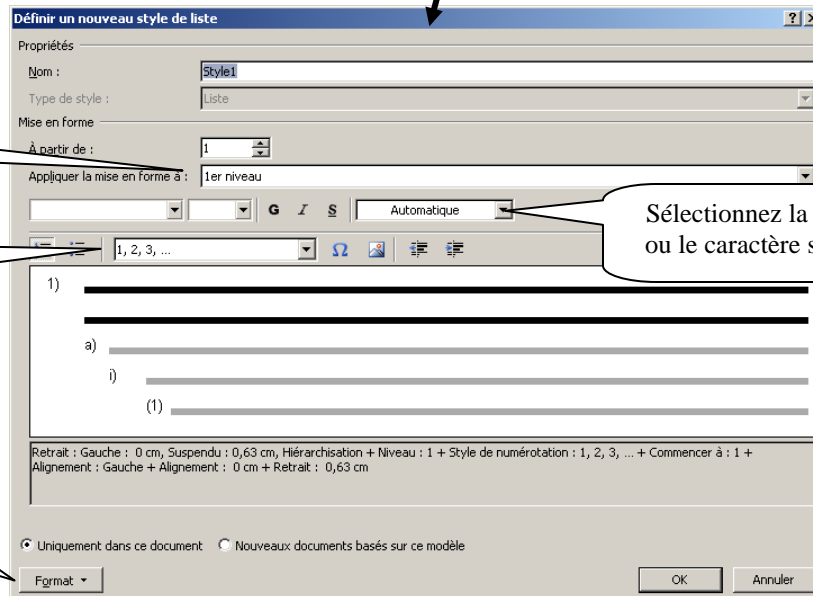 Définir un nouveau style de liste
Propriétés
Nom : Style1
Type de style : Liste
Mise en forme
À partir de : 1
Appliquer la mise en forme à : 1er niveau
G I S Automatique
Sélectionnez la
ou le caractère s
1, 2, 3, ... Ω
1)
a)
i)
(1)
Retrait : Gauche : 0 cm, Suspendu : 0,63 cm, Hiérarchisation + Niveau : 1 + Style de numérotation : 1, 2, 3, ... + Commencer à : 1 +
Alignement : Gauche + Alignement : 0 cm + Retrait : 0,63 cm
Uniquement dans ce document Nouveaux documents basés sur ce modèle
Format OK Annuler